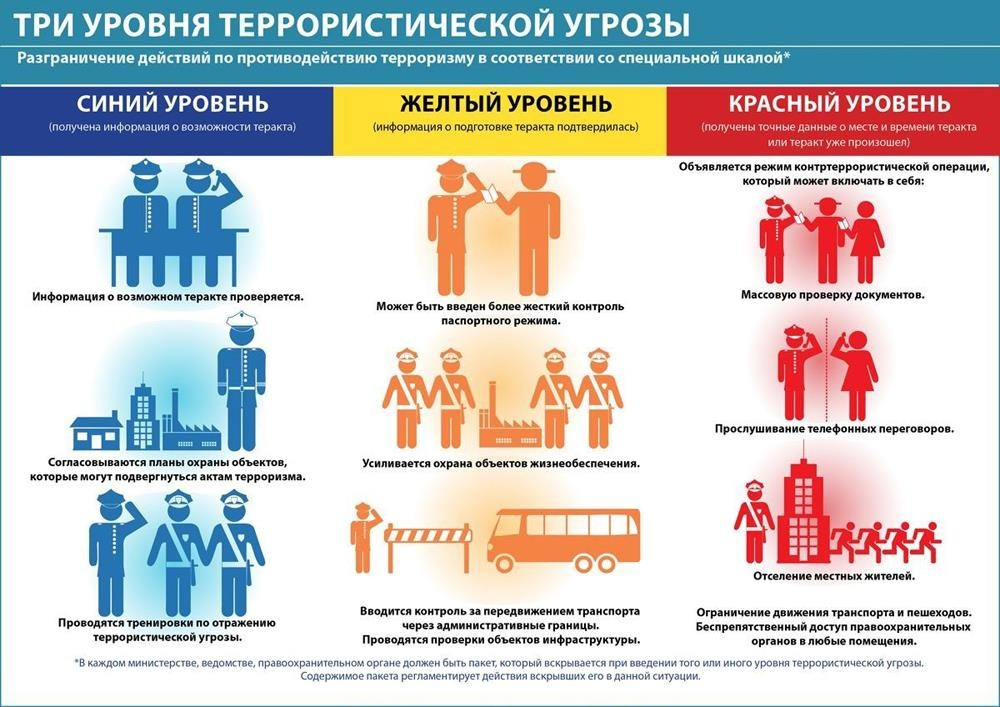 ТРИ УРОВНЯ ТЕРРОРИСТИЧЕСКОЙ УГРОЗЫ
Разграничение действий по противодействию терроризму в соответствии со специальной шкалой*
СИНИЙ УРОВЕНЬ
(получена информация о возможности теракта)
Информация о возможном теракте проверяется.
Согласовываются планы охраны объектов,
которые могут подвергнуться актам терроризма.
Проводятся тренировки по отражению
террористической угрозы.
ЖЕЛТЫЙ УРОВЕНЬ
(информация о подготовке теракта подтвердилась)
Может быть введен более жесткий контроль
паспортного режима.
Усиливается охрана объектов жизнеобеспечения.
Вводится контроль за передвижением транспорта
через административные границы.
Проводятся проверки объектов инфраструктуры.
КРАСНЫЙ УРОВЕНЬ
(получены точные данные о месте и времени теракта
или теракт уже произошел)
Объявляется режим контртеррористической операции,
который может включать в себя:
Массовую проверку документов.
Прослушивание телефонных переговоров.
Отселение местных жителей.
Ограничение движения транспорта и пешеходов.
Беспрепятственный доступ правоохранительных
органов в любые помещения.
*В каждом министерстве, ведомстве, правоохранительном органе должен быть пакет, который вскрывается при введении того или иного уровня террористической угрозы.
Содержимое пакета регламентирует действия вскрывших его в данной ситуации.